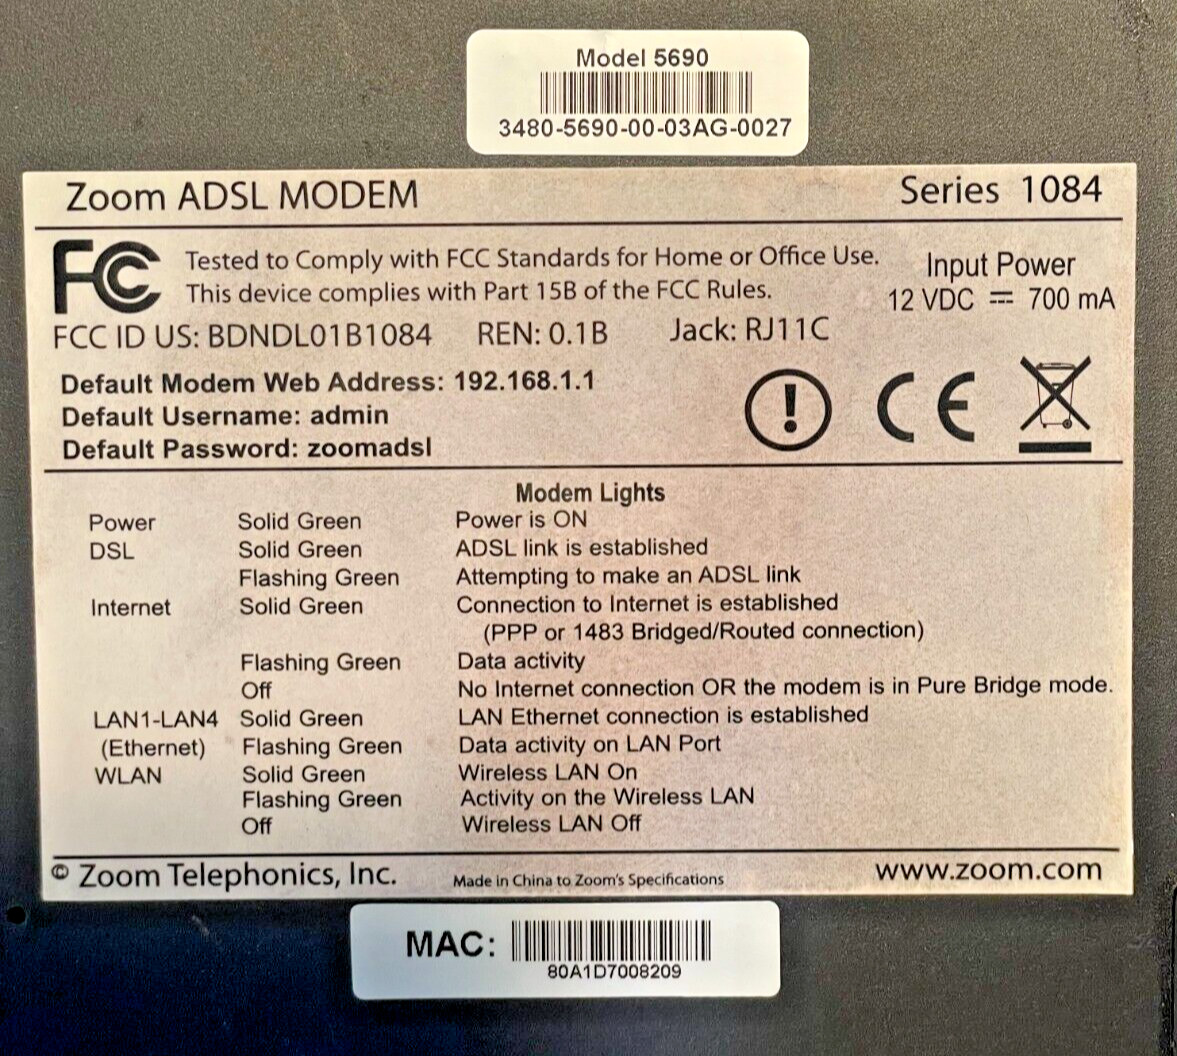 Model 5690
3480-5690-00-03AG-0027
Zoom ADSL MODEM Series 1084
FC Tested to Comply with FCC Standards for Home or Office Use.
This device complies with Part 15B of the FCC Rules.
Input Power
12 VDC ⎓ 700 mA
FCC ID US: BDNDL01B1084 REN: 0.1B Jack: RJ11C
Default Modem Web Address: 192.168.1.1
Default Username: admin
Default Password: zoomadsl
! CE
Modem Lights
Power Solid Green Power is ON
DSL Solid Green ADSL link is established
Flashing Green Attempting to make an ADSL link
Internet Solid Green Connection to Internet is established
(PPP or 1483 Bridged/Routed connection)
Flashing Green Data activity
Off No Internet connection OR the modem is in Pure Bridge mode.
LAN1-LAN4 Solid Green LAN Ethernet connection is established
(Ethernet) Flashing Green Data activity on LAN Port
WLAN Solid Green Wireless LAN On
Flashing Green Activity on the Wireless LAN
Off Wireless LAN Off
© Zoom Telephonics, Inc. Made in China to Zoom's Specifications www.zoom.com
MAC:
80A1D7008209